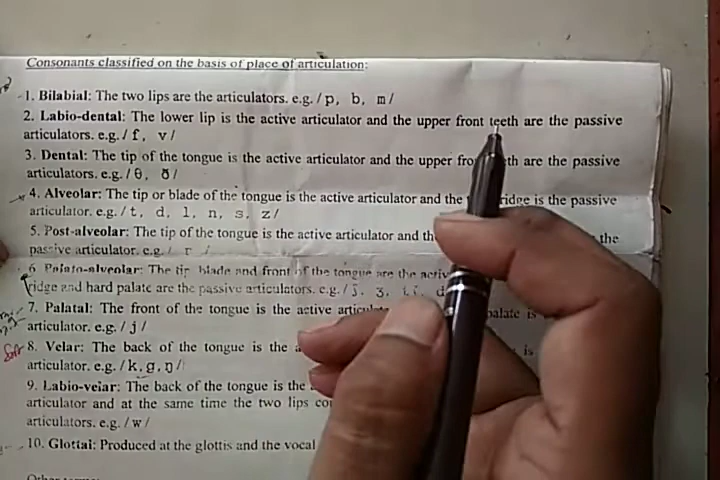 Consonants classified on the basis of place of articulation:
1. Bilabial: The two lips are the articulators. e.g. /p, b, m/
2. Labio-dental: The lower lip is the active articulator and the upper front teeth are the passive
articulators. e.g. /f, v/
3. Dental: The tip of the tongue is the active articulator and the upper are the passive
articulators. e.g. /θ, ð/
4. Alveolar: The tip or blade of the tongue is the active articulator and the ridge is the passive
articulator. e.g. /t, d, l, n, s, z/
5. Post-alveolar: The tip of the tongue is the active articulator and the
passive articulator. e.g. / r /
6 Palato-alveolar: The tip blade and front of the tongue are the
ridge and hard palate are the passive articulators. e.g. /ʃ, ʒ,
7. Palatal: The front of the tongue is the active palate is
articulator. e.g. /j/
8. Velar: The back of the tongue is the is
articulator. e.g. /k, g, ŋ/
9. Labio-velar: The back of the tongue is the
articulator and at the same time the two lips
articulators. e.g. /w/
10. Glottal: Produced at the glottis and the vocal